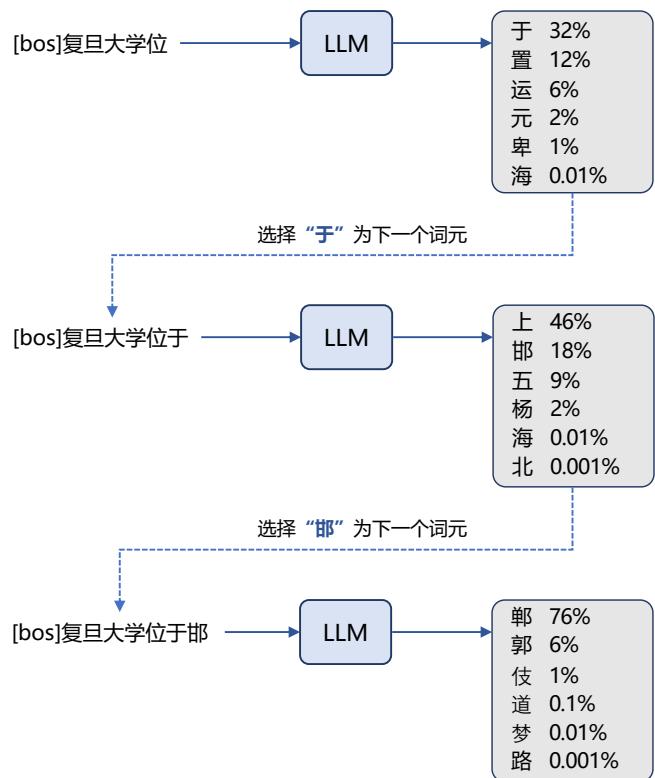 [bos]复旦大学位
LLM
于 32%
置 12%
运 6%
元 2%
卑 1%
海 0.01%
选择“于”为下一个词元
[bos]复旦大学位于
LLM
上 46%
邯 18%
五 9%
杨 2%
海 0.01%
北 0.001%
选择“邯”为下一个词元
[bos]复旦大学位于邯
LLM
郸 76%
郭 6%
伎 1%
道 0.1%
梦 0.01%
路 0.001%